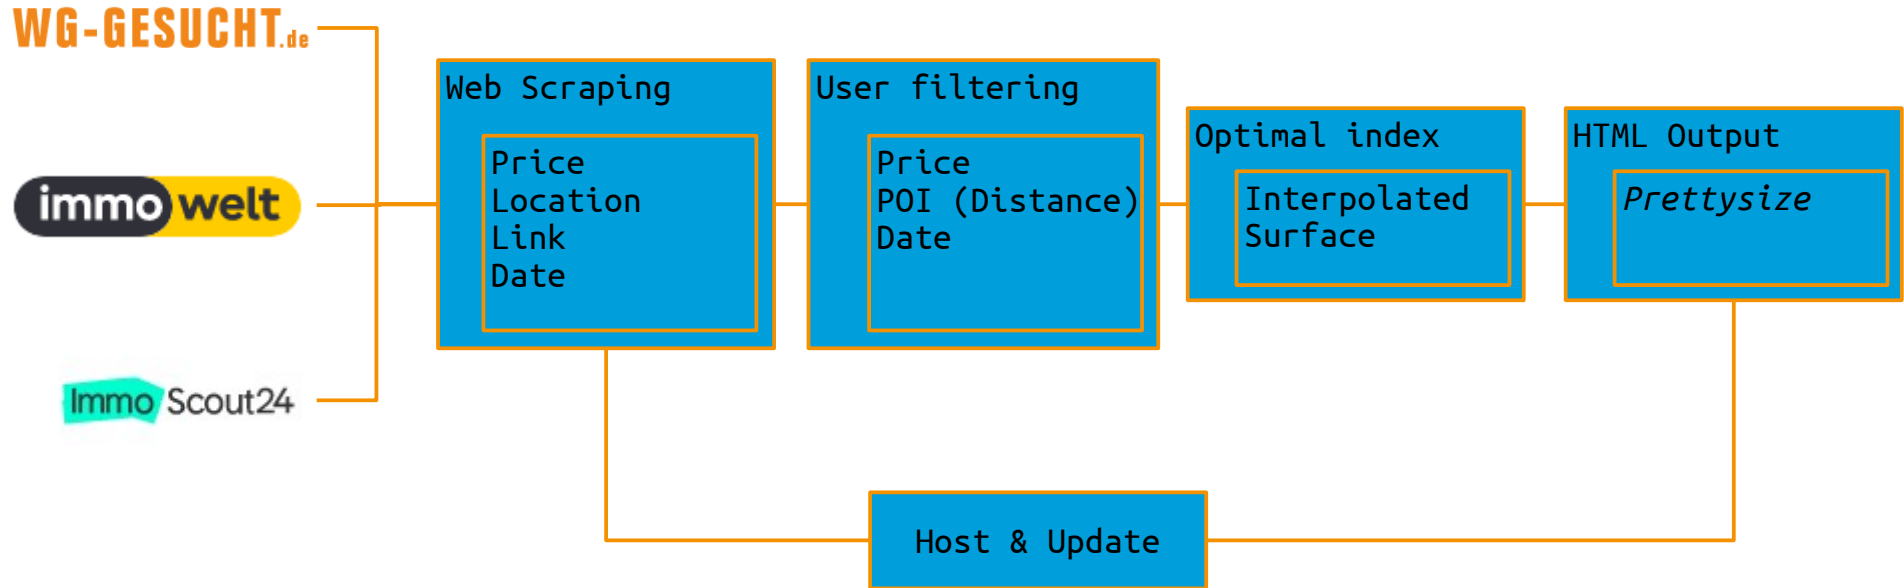 WG-GESUCHT.de
immowelt
ImmoScout24
Web Scraping
Price
Location
Link
Date
User filtering
Price
POI (Distance)
Date
Optimal index
Interpolated
Surface
HTML Output
Prettysize
Host & Update